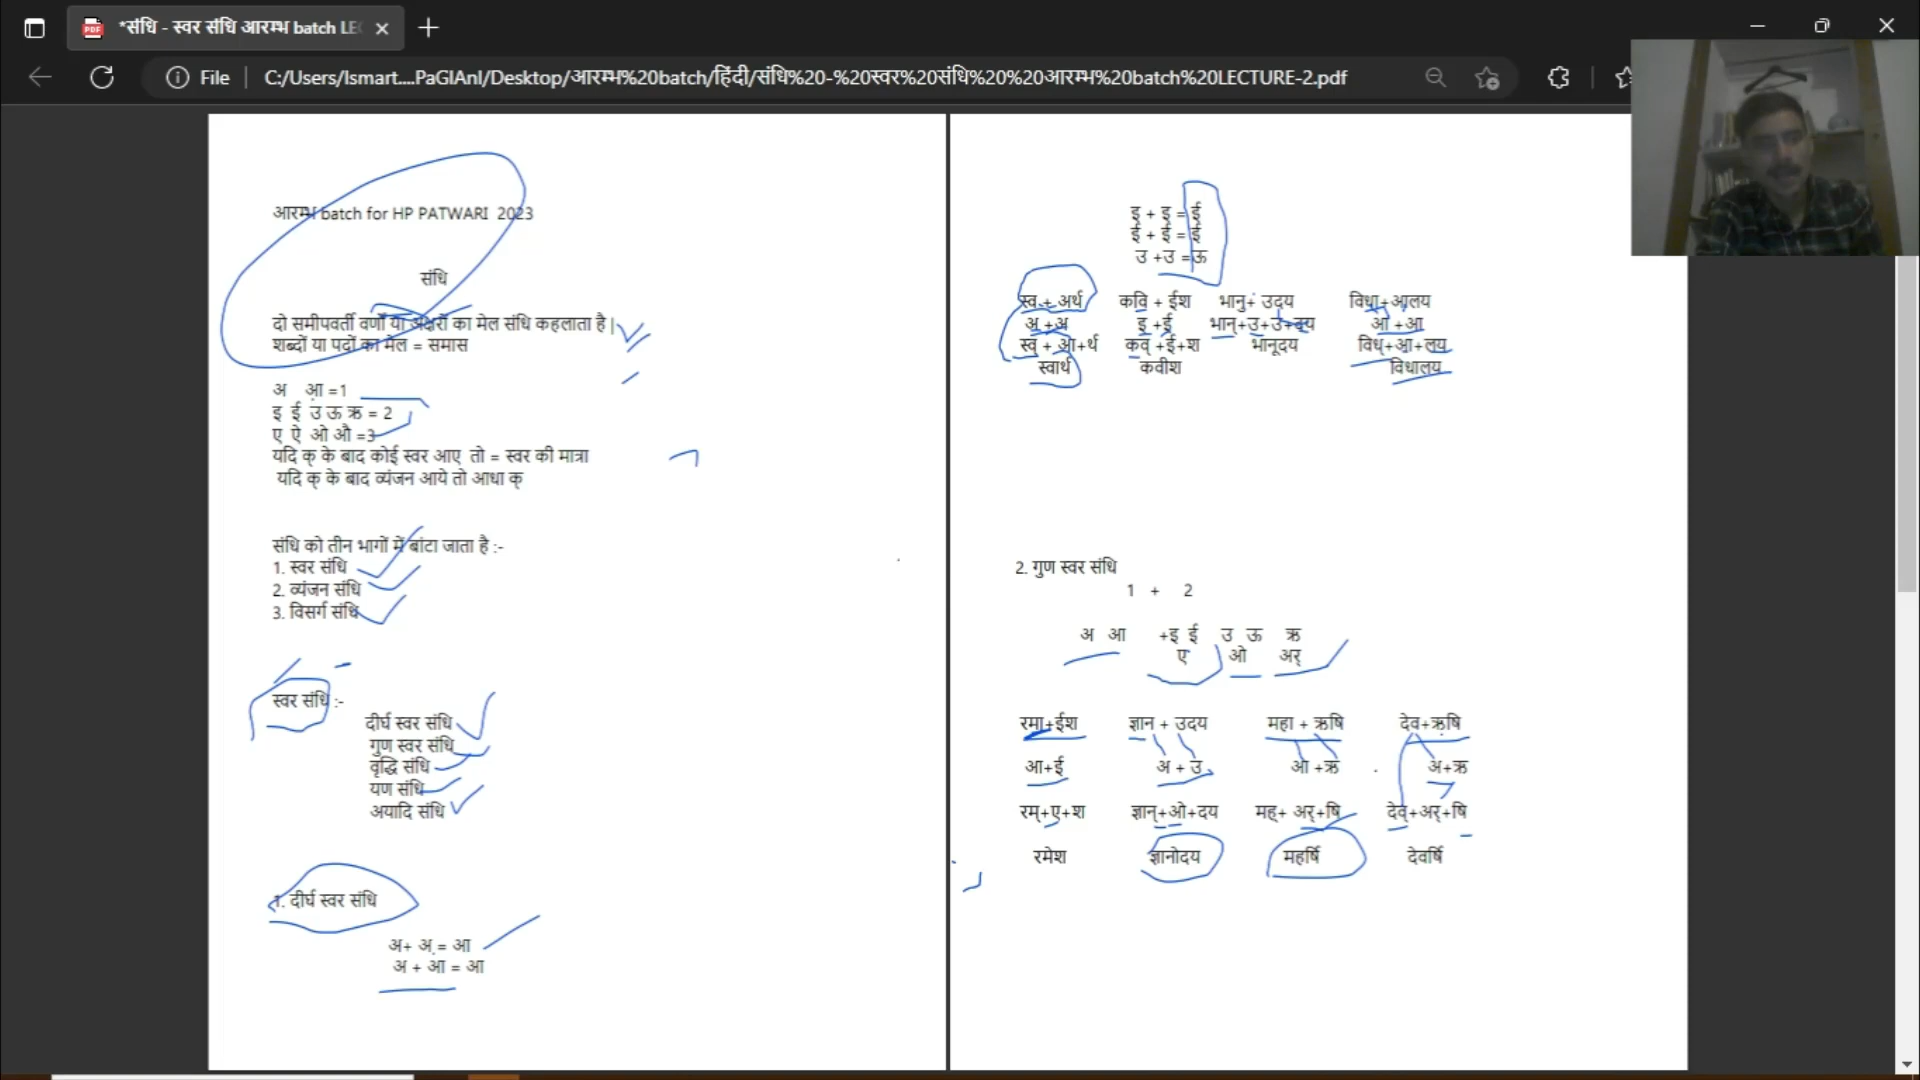 *संधि - स्वर संधि आरम्भ batch LE
File C:/Users/Ismart....PaGlAnI/Desktop/आरम्भ%20batch/हिंदी/संधि%20-%20स्वर%20संधि%20%20आरम्भ%20batch%20LECTURE-2.pdf
आरम्भ batch for HP PATWARI 2023
संधि
दो समीपवर्ती वर्णों या अक्षरों का मेल संधि कहलाता है |
शब्दों या पदों का मेल = समास
अ आ =1
इ ई उ ऊ ऋ = 2
ए ऐ ओ औ =3
यदि क् के बाद कोई स्वर आए तो = स्वर की मात्रा
यदि क् के बाद व्यंजन आये तो आधा क्
संधि को तीन भागों में बांटा जाता है :-
1. स्वर संधि
2. व्यंजन संधि
3. विसर्ग संधि
स्वर संधि :-
दीर्घ स्वर संधि
गुण स्वर संधि
वृद्धि संधि
यण संधि
अयादि संधि
1. दीर्घ स्वर संधि
अ+ अ = आ
अ + आ = आ
इ + इ = ई
ई + ई = ई
उ +उ =ऊ
स्व + अर्थ कवि + ईश भानु+ उदय विधा+आलय
अ +अ इ +ई भान्+उ+उ+दय आ +आ
स्व् + आ+र्थ कव् +ई+श भानूदय विध्+आ+लय
स्वार्थ कवीश विधालय
2. गुण स्वर संधि
1 + 2
अ आ +इ ई उ ऊ ऋ
ए ओ अर्
रमा+ईश ज्ञान + उदय महा + ऋषि देव+ऋषि
आ+ई अ + उ आ +ऋ अ+ऋ
रम्+ए+श ज्ञान्+ओ+दय मह्+ अर्+षि देव्+अर्+षि
रमेश ज्ञानोदय महर्षि देवर्षि